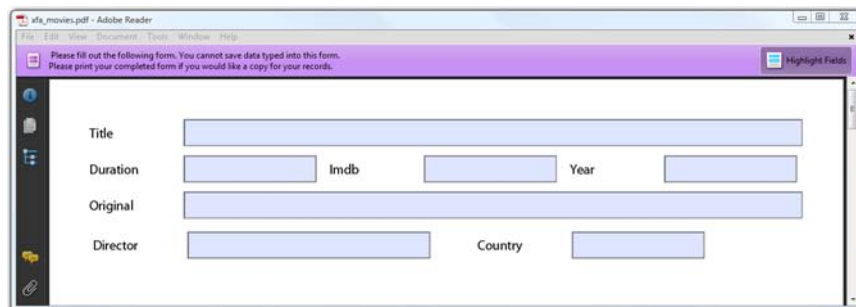 xfa_movies.pdf - Adobe Reader
File Edit View Document Tools Window Help
Please fill out the following form. You cannot save data typed into this form.
Please print your completed form if you would like a copy for your records.
Highlight Fields
Title
Duration Imdb Year
Original
Director Country